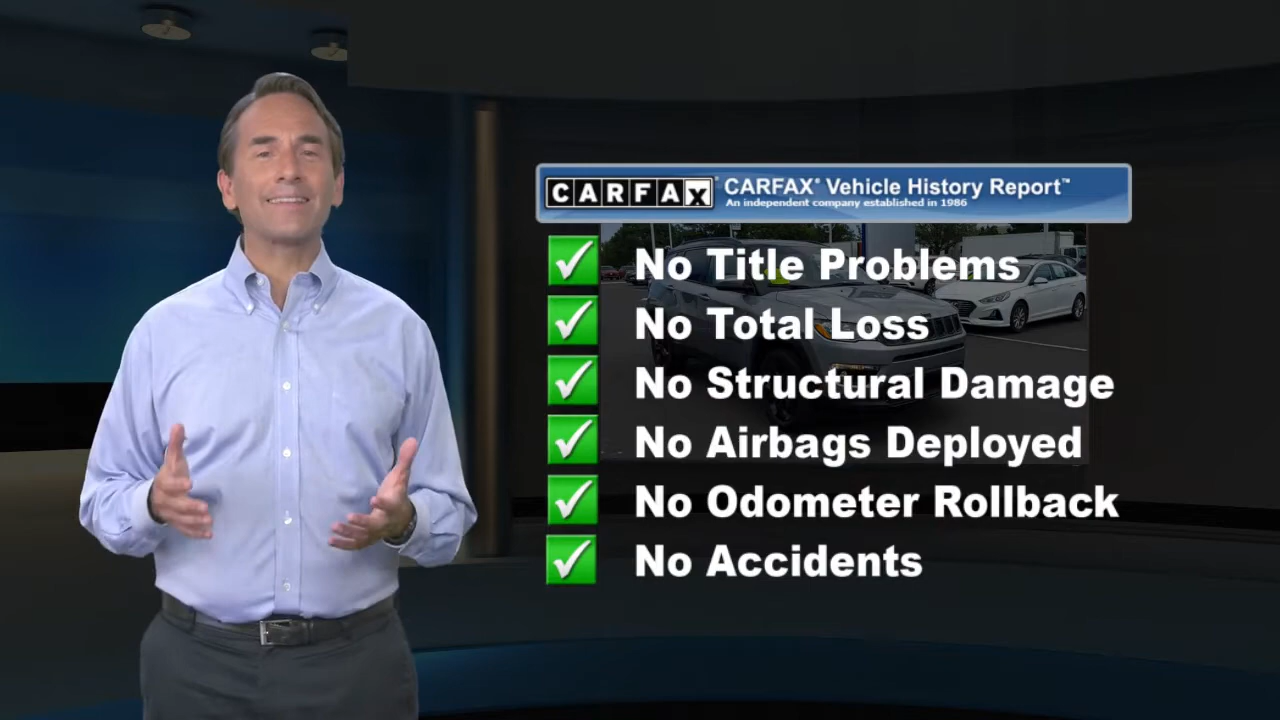 CARFAX® CARFAX® Vehicle History Report™
An independent company established in 1986
No Title Problems
No Total Loss
No Structural Damage
No Airbags Deployed
No Odometer Rollback
No Accidents